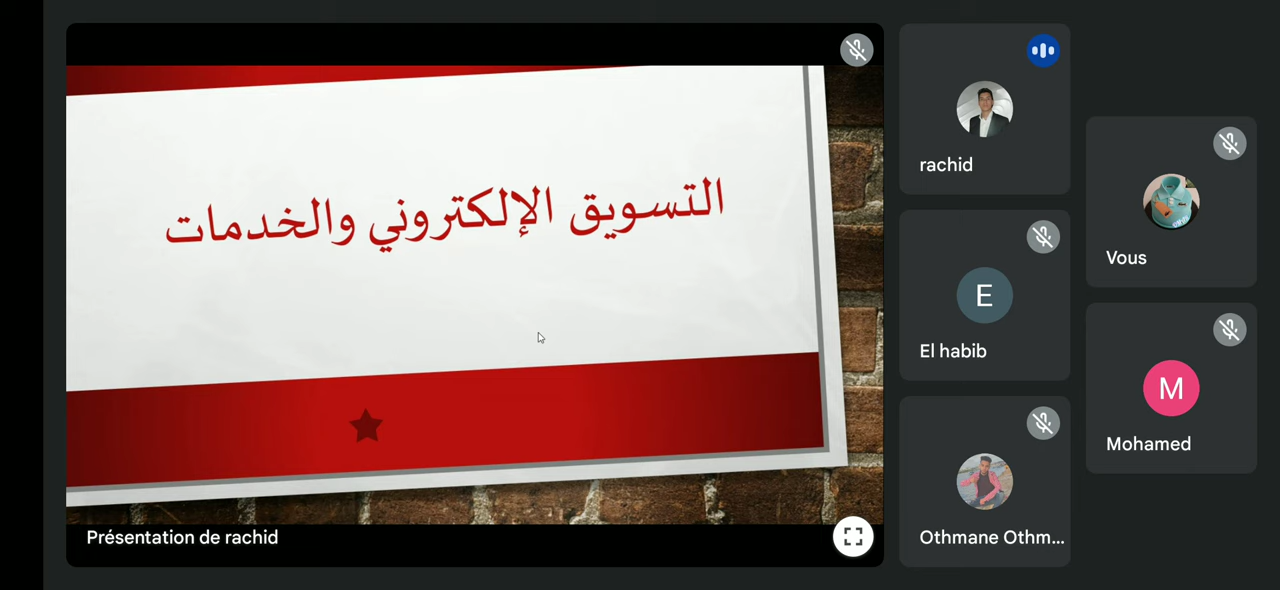 التسويق الإلكتروني والخدمات
Présentation de rachid
rachid
E
El habib
Othmane Othm...
Vous
M
Mohamed